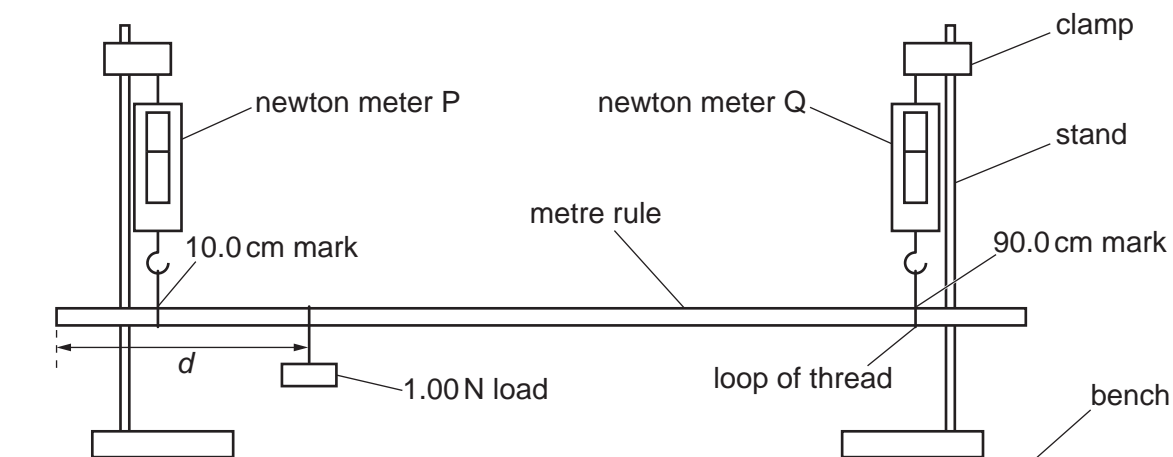 clamp
newton meter P
newton meter Q
stand
metre rule
10.0 cm mark
90.0 cm mark
d
1.00 N load
loop of thread
bench